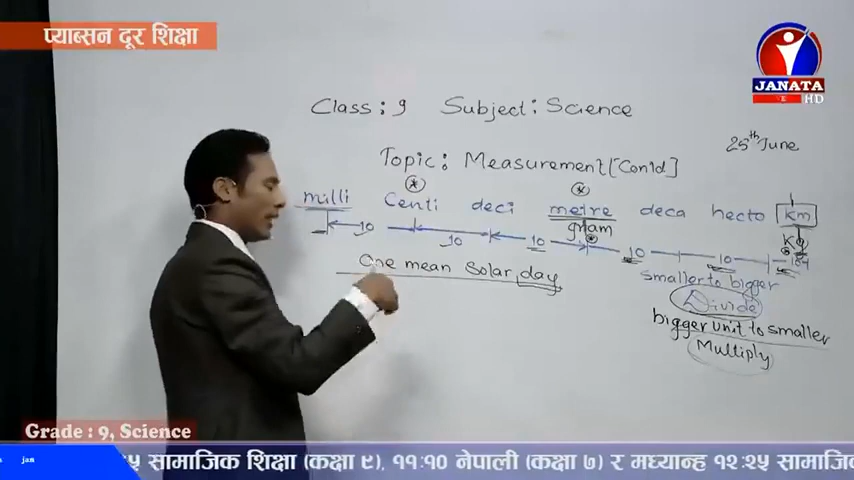 प्याब्सन दूर शिक्षा
JANATA
HD
Class: 9 Subject: Science
25th June
Topic: Measurement [Cont'd]
milli Centi deci metre deca hecto km
gram
kg
10 10 10 10 10
One mean Solar day
Smaller to bigger
Divide
bigger unit to smaller
Multiply
Grade : 9, Science
सामाजिक शिक्षा (कक्षा ९), ११:१० नेपाली (कक्षा ७) र मध्यान्ह १२:२५ सामाजिक
jam